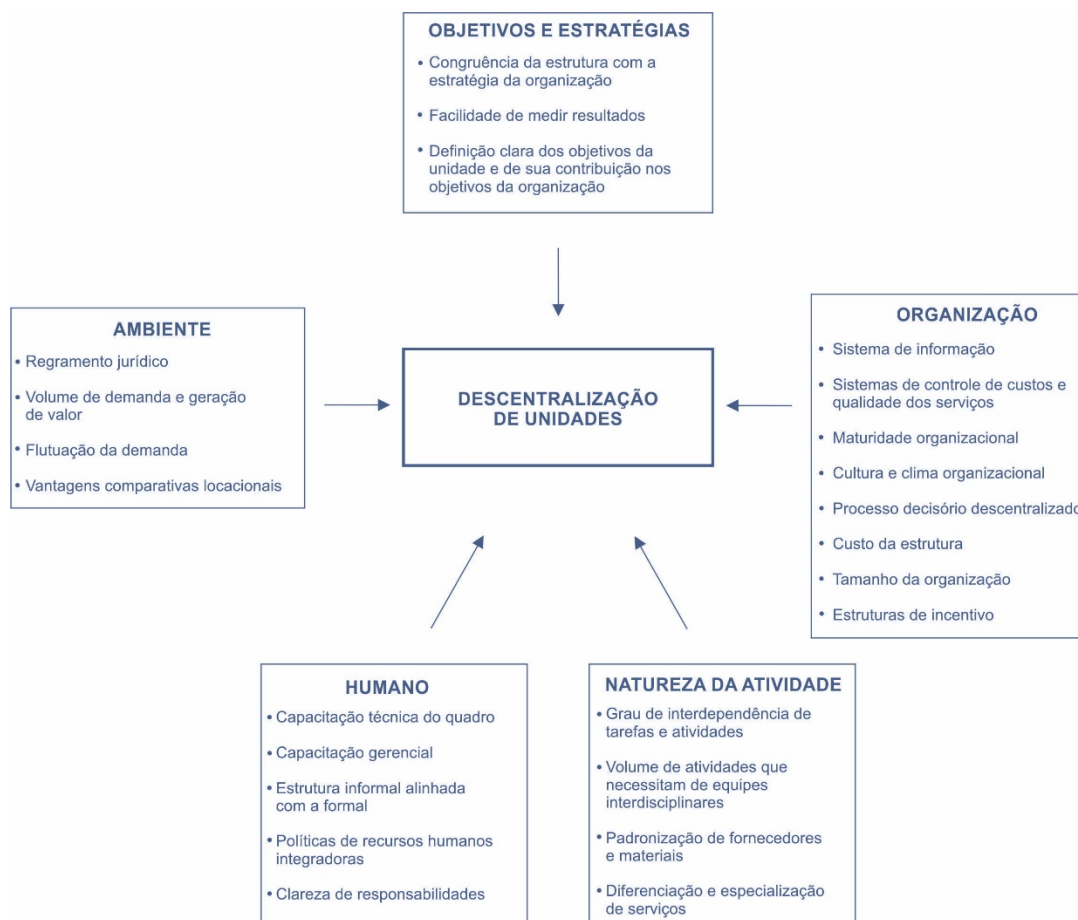 OBJETIVOS E ESTRATÉGIAS
• Congruência da estrutura com a
estratégia da organização
• Facilidade de medir resultados
• Definição clara dos objetivos da
unidade e de sua contribuição nos
objetivos da organização
AMBIENTE
• Regramento jurídico
• Volume de demanda e geração
de valor
• Flutuação da demanda
• Vantagens comparativas locacionais
DESCENTRALIZAÇÃO
DE UNIDADES
ORGANIZAÇÃO
• Sistema de informação
• Sistemas de controle de custos e
qualidade dos serviços
• Maturidade organizacional
• Cultura e clima organizacional
• Processo decisório descentralizado
• Custo da estrutura
• Tamanho da organização
• Estruturas de incentivo
HUMANO
• Capacitação técnica do quadro
• Capacitação gerencial
• Estrutura informal alinhada
com a formal
• Políticas de recursos humanos
integradoras
• Clareza de responsabilidades
NATUREZA DA ATIVIDADE
• Grau de interdependência de
tarefas e atividades
• Volume de atividades que
necessitam de equipes
interdisciplinares
• Padronização de fornecedores
e materiais
• Diferenciação e especialização
de serviços